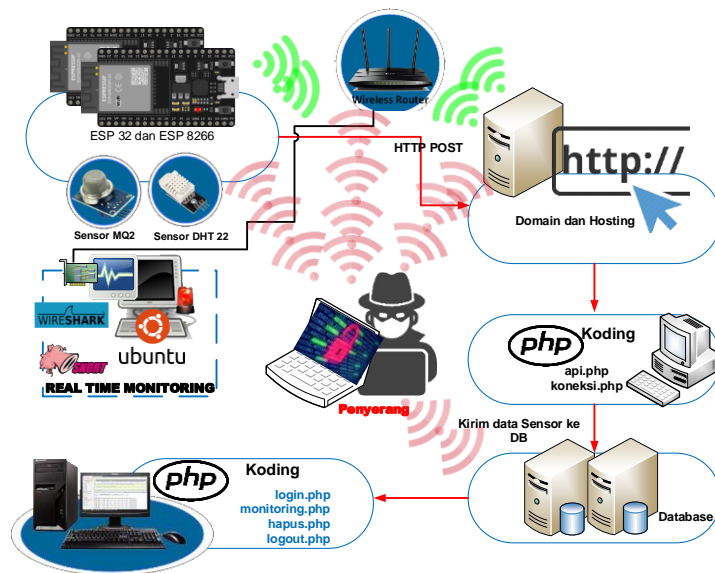 ESP 32 dan ESP 8266
Wireless Router
HTTP POST
http://
Domain dan Hosting
Sensor MQ2
Sensor DHT 22
WIRESHARK
ubuntu
SNORT
REAL TIME MONITORING
Penyerang
php
Koding
api.php
koneksi.php
Kirim data Sensor ke
DB
Database
php
Koding
login.php
monitoring.php
hapus.php
logout.php